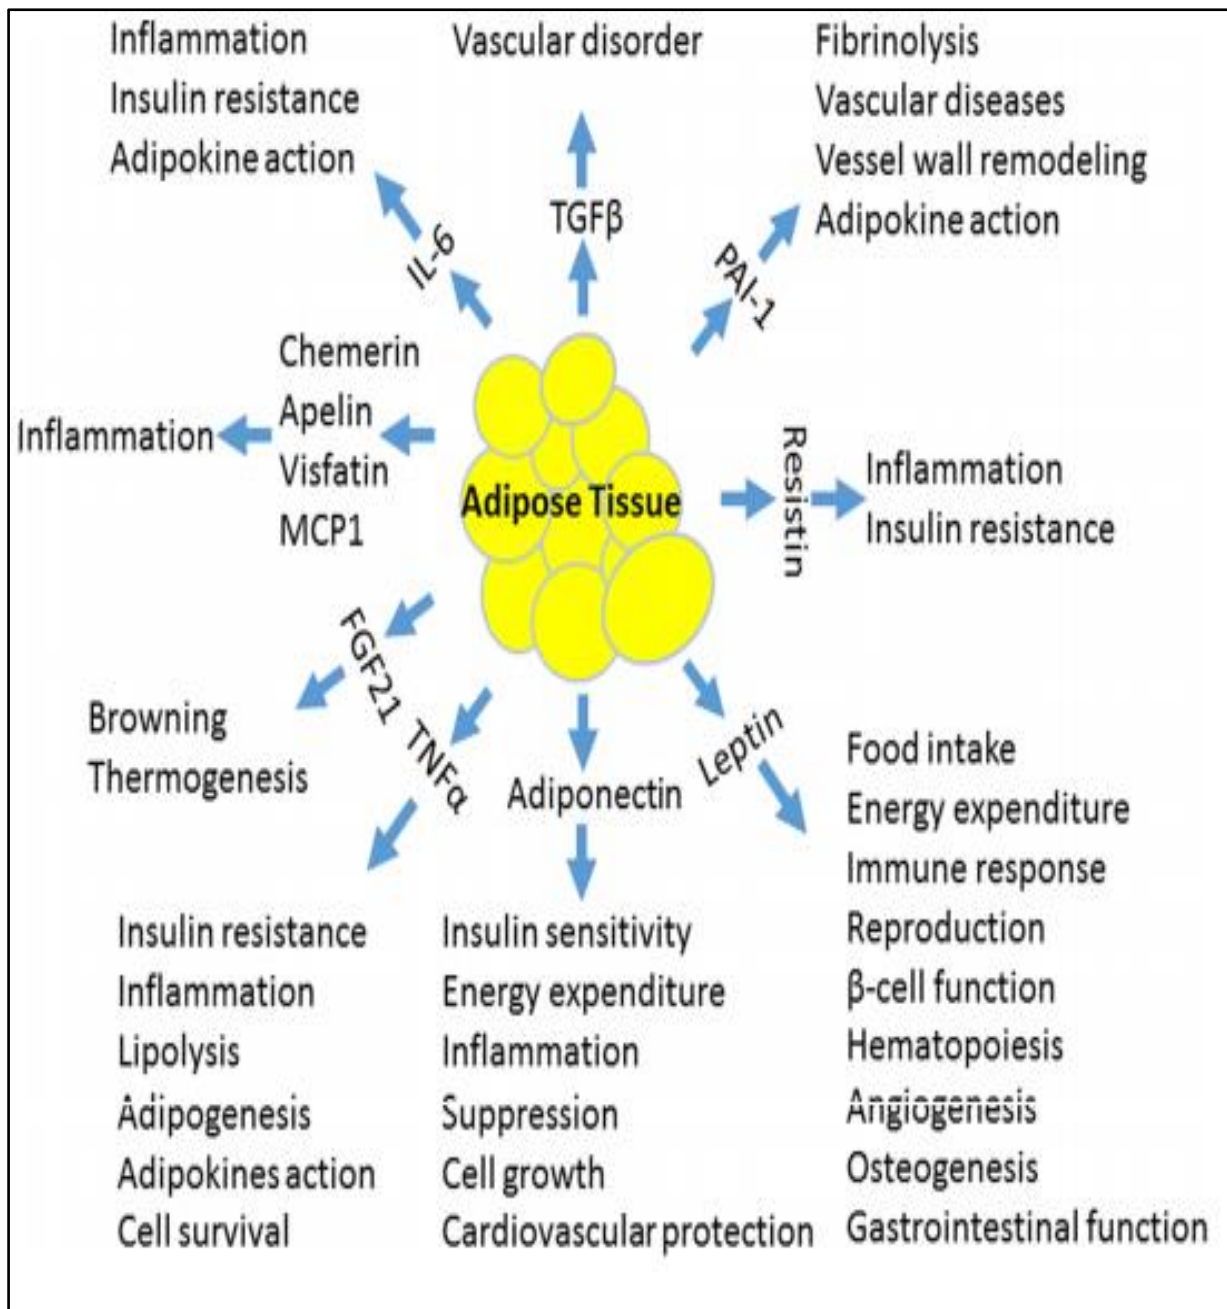 Inflammation
Insulin resistance
Adipokine action
Vascular disorder
Fibrinolysis
Vascular diseases
Vessel wall remodeling
Adipokine action
IL-6
TGFβ
PAI-1
Chemerin
Apelin
Visfatin
MCP1
Inflammation
Adipose Tissue
Resistin
Inflammation
Insulin resistance
FGF21
Browning
Thermogenesis
TNFα
Adiponectin
Leptin
Insulin resistance
Inflammation
Lipolysis
Adipogenesis
Adipokines action
Cell survival
Insulin sensitivity
Energy expenditure
Inflammation
Suppression
Cell growth
Cardiovascular protection
Food intake
Energy expenditure
Immune response
Reproduction
β-cell function
Hematopoiesis
Angiogenesis
Osteogenesis
Gastrointestinal function